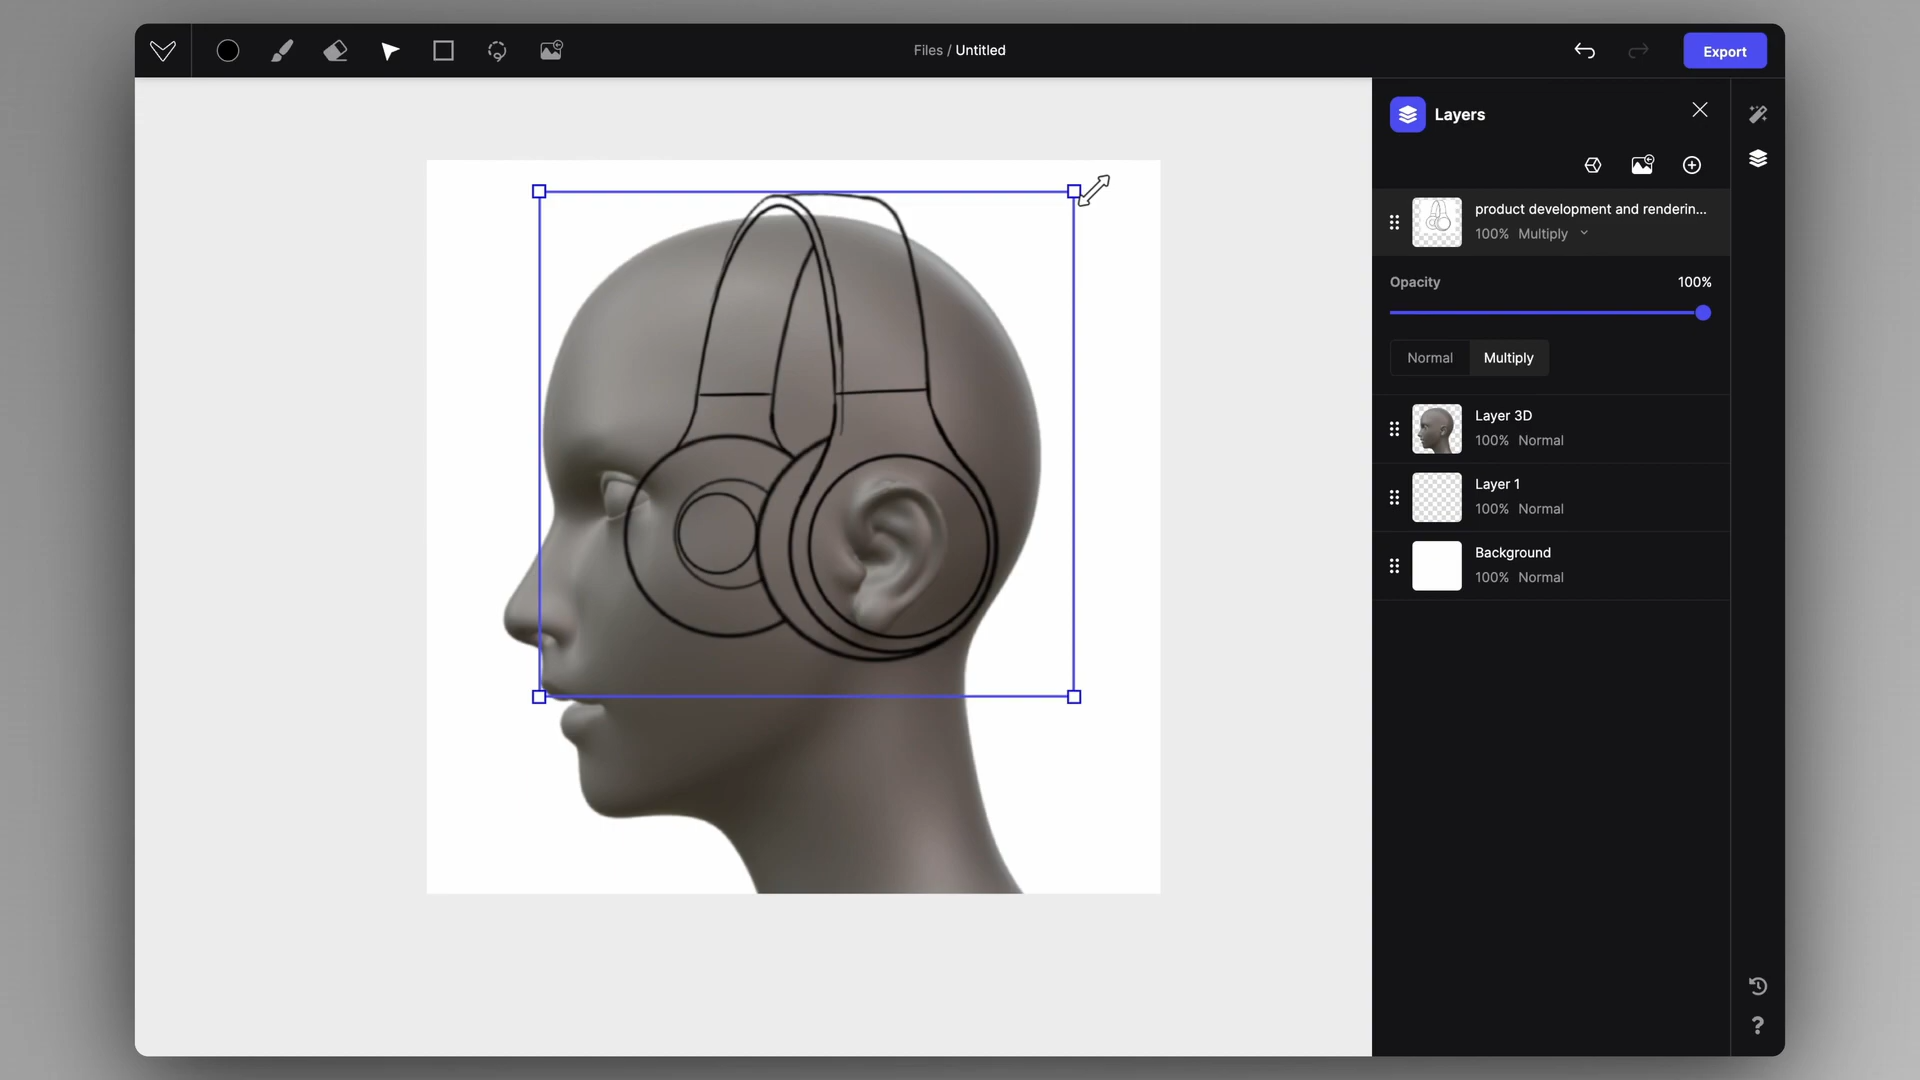 Files / Untitled
Export
Layers
product development and renderin...
100% Multiply
Opacity
100%
Normal
Multiply
Layer 3D
100% Normal
Layer 1
100% Normal
Background
100% Normal
?